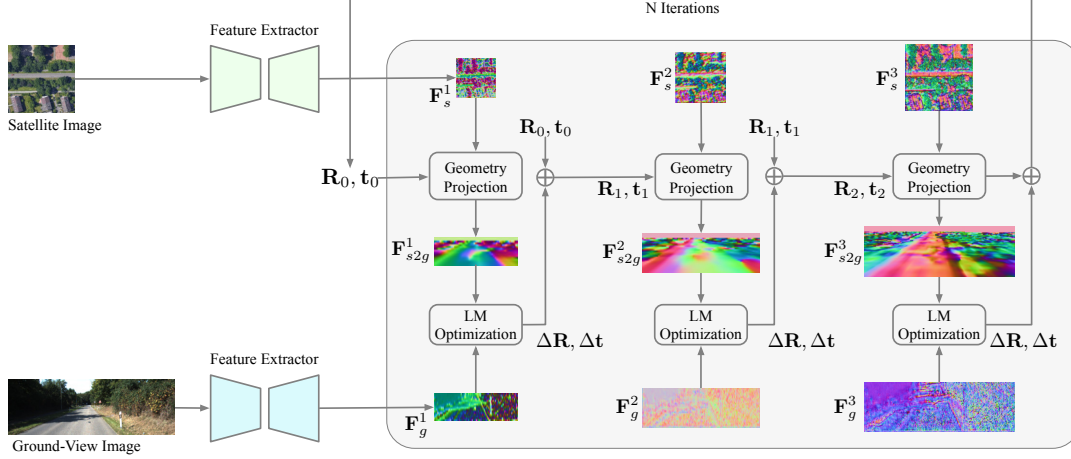 N Iterations
Feature Extractor
Satellite Image
F_s^1
F_s^2
F_s^3
R_0, t_0
R_1, t_1
R_0, t_0
Geometry Projection
R_1, t_1
Geometry Projection
R_2, t_2
Geometry Projection
F_{s2g}^1
F_{s2g}^2
F_{s2g}^3
LM Optimization
ΔR, Δt
LM Optimization
ΔR, Δt
LM Optimization
ΔR, Δt
Feature Extractor
Ground-View Image
F_g^1
F_g^2
F_g^3